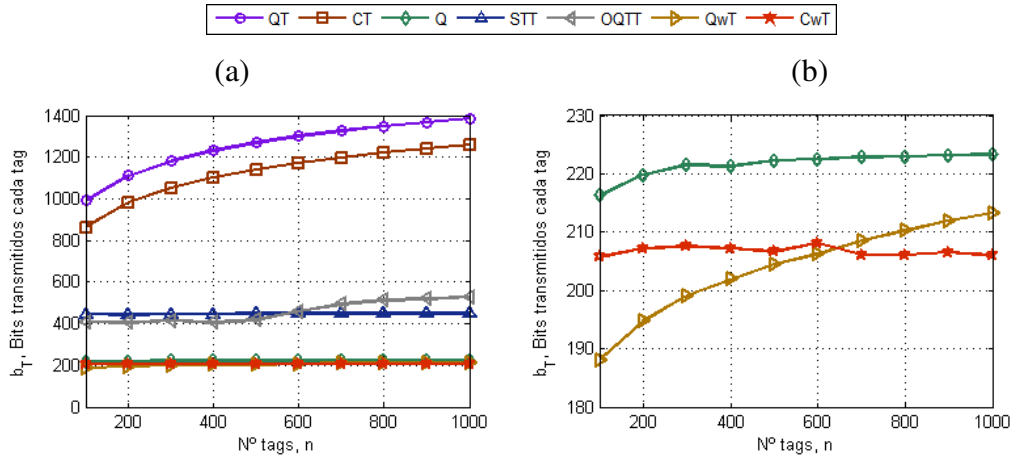 QT CT Q STT OQTT QwT CwT
(a)
(b)
b_T, Bits transmitidos cada tag
1400
1200
1000
800
600
400
200
0
200 400 600 800 1000
Nº tags, n
b_T, Bits transmitidos cada tag
230
220
210
200
190
180
200 400 600 800 1000
Nº tags, n